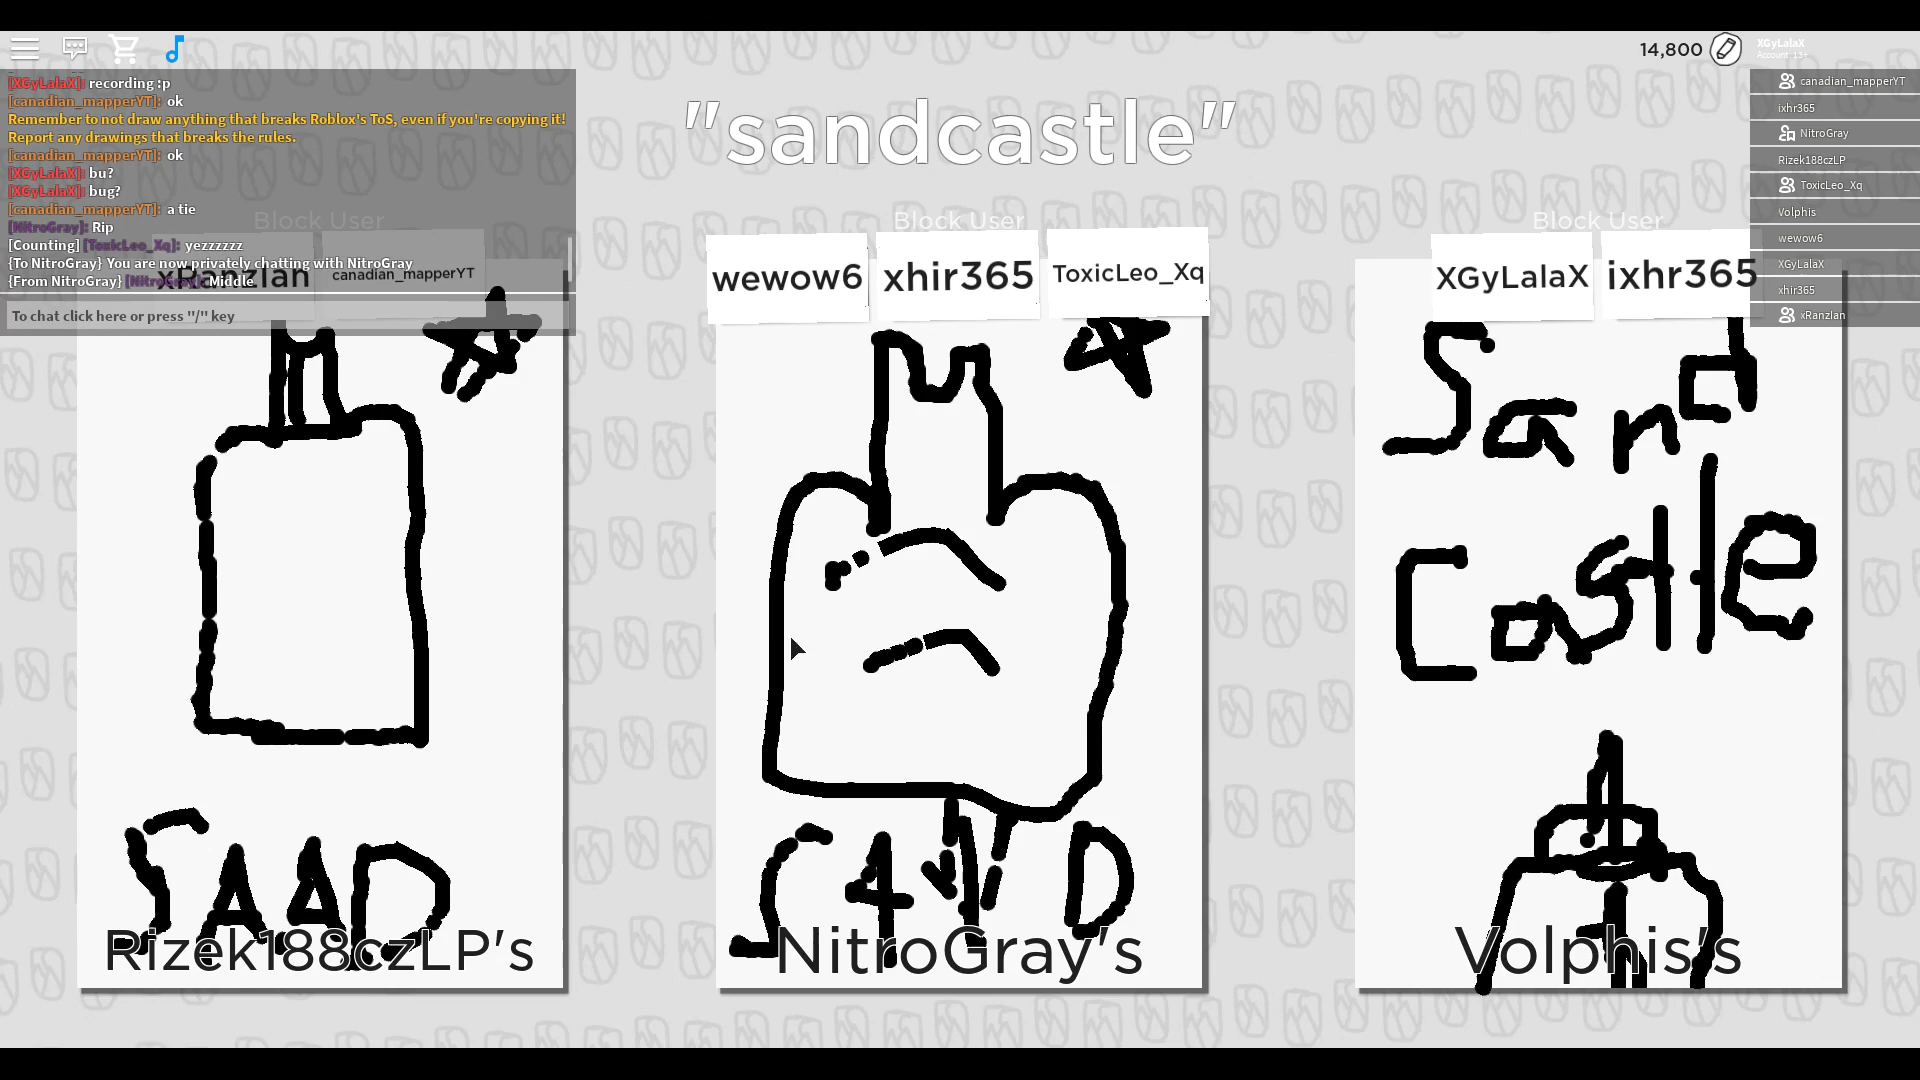 14,800
XGyLalaX
Account: 13+
[XGyLalaX]: recording :p
[canadian_mapperYT]: ok
Remember to not draw anything that breaks Roblox's ToS, even if you're copying it!
Report any drawings that breaks the rules.
[canadian_mapperYT]: ok
[XGyLalaX]: bu?
[XGyLalaX]: bug?
[canadian_mapperYT]: a tie
[NitroGray]: Rip
[Counting] [ToxicLeo_Xq]: yezzzzzz
{To NitroGray} You are now privately chatting with NitroGray
{From NitroGray} [NitroGray]: Middle
To chat click here or press "/" key
"sandcastle"
canadian_mapperYT
ixhr365
NitroGray
Rizek188czLP
ToxicLeo_Xq
Volphis
wewow6
XGyLalaX
xhir365
xRanzIan
Block User
xRanzIan
canadian_mapperYT
SAAD
Rizek188czLP's
Block User
wewow6
xhir365
ToxicLeo_Xq
NitroGray's
Block User
XGyLalaX
ixhr365
Sand
Castle
Volphis's